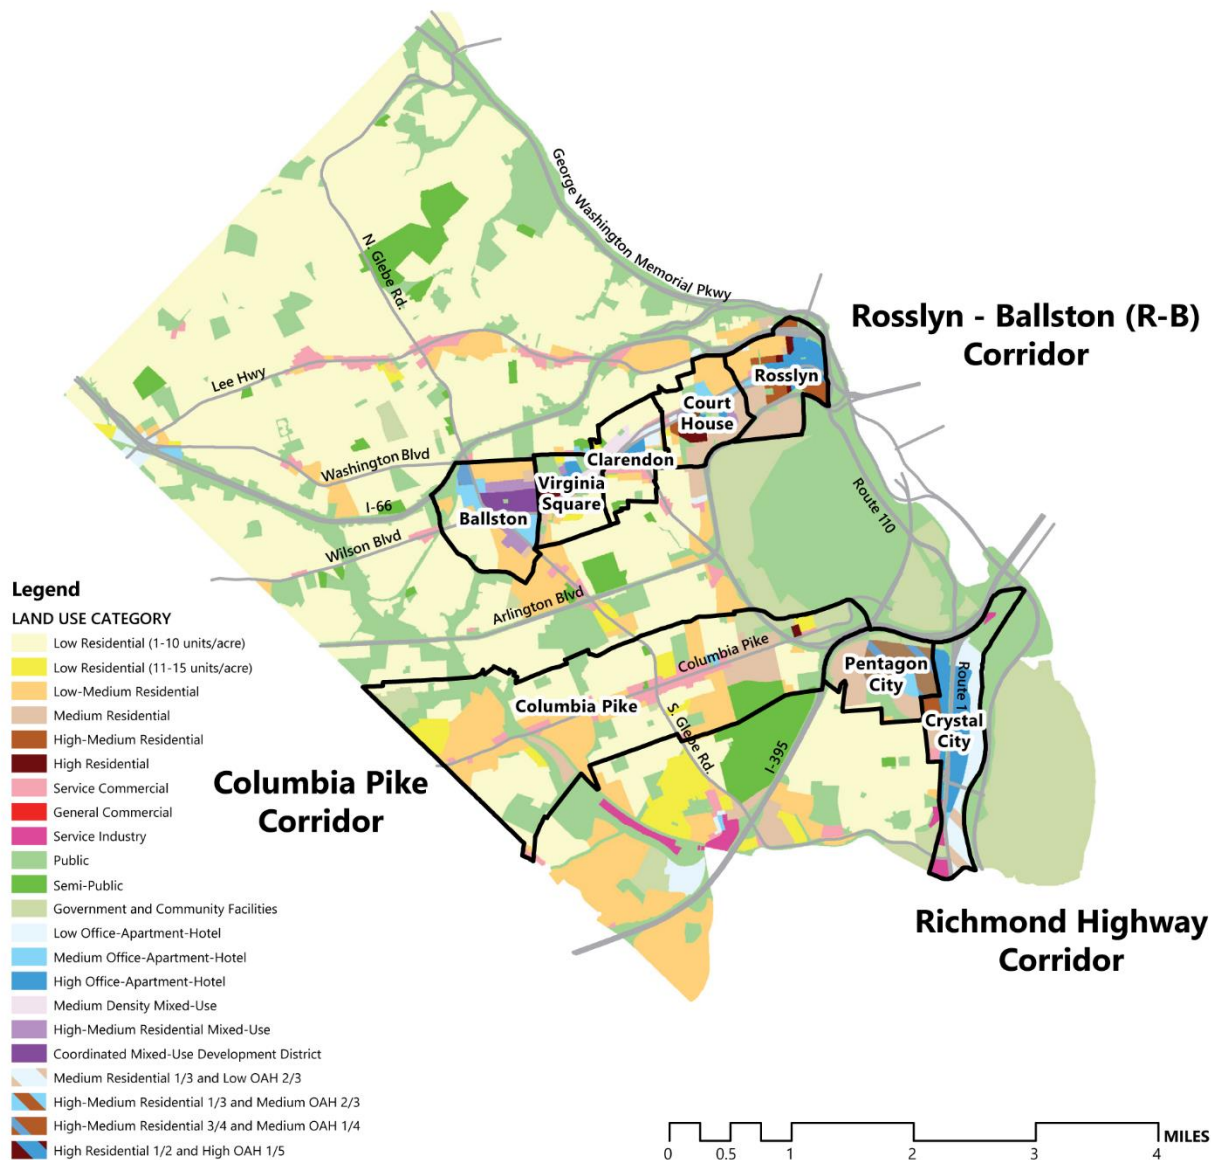 George Washington Memorial Pkwy
N. Glebe Rd.
Rosslyn - Ballston (R-B)
Corridor
Lee Hwy
Rosslyn
Court
House
Clarendon
Washington Blvd
Virginia
Square
I-66
Ballston
Route 110
Wilson Blvd
Arlington Blvd
Columbia Pike
Pentagon
City
Route 1
Columbia Pike
S. Glebe Rd.
Crystal
City
I-395
Columbia Pike
Corridor
Richmond Highway
Corridor
Legend
LAND USE CATEGORY
Low Residential (1-10 units/acre)
Low Residential (11-15 units/acre)
Low-Medium Residential
Medium Residential
High-Medium Residential
High Residential
Service Commercial
General Commercial
Service Industry
Public
Semi-Public
Government and Community Facilities
Low Office-Apartment-Hotel
Medium Office-Apartment-Hotel
High Office-Apartment-Hotel
Medium Density Mixed-Use
High-Medium Residential Mixed-Use
Coordinated Mixed-Use Development District
Medium Residential 1/3 and Low OAH 2/3
High-Medium Residential 1/3 and Medium OAH 2/3
High-Medium Residential 3/4 and Medium OAH 1/4
High Residential 1/2 and High OAH 1/5
MILES
0 0.5 1 2 3 4